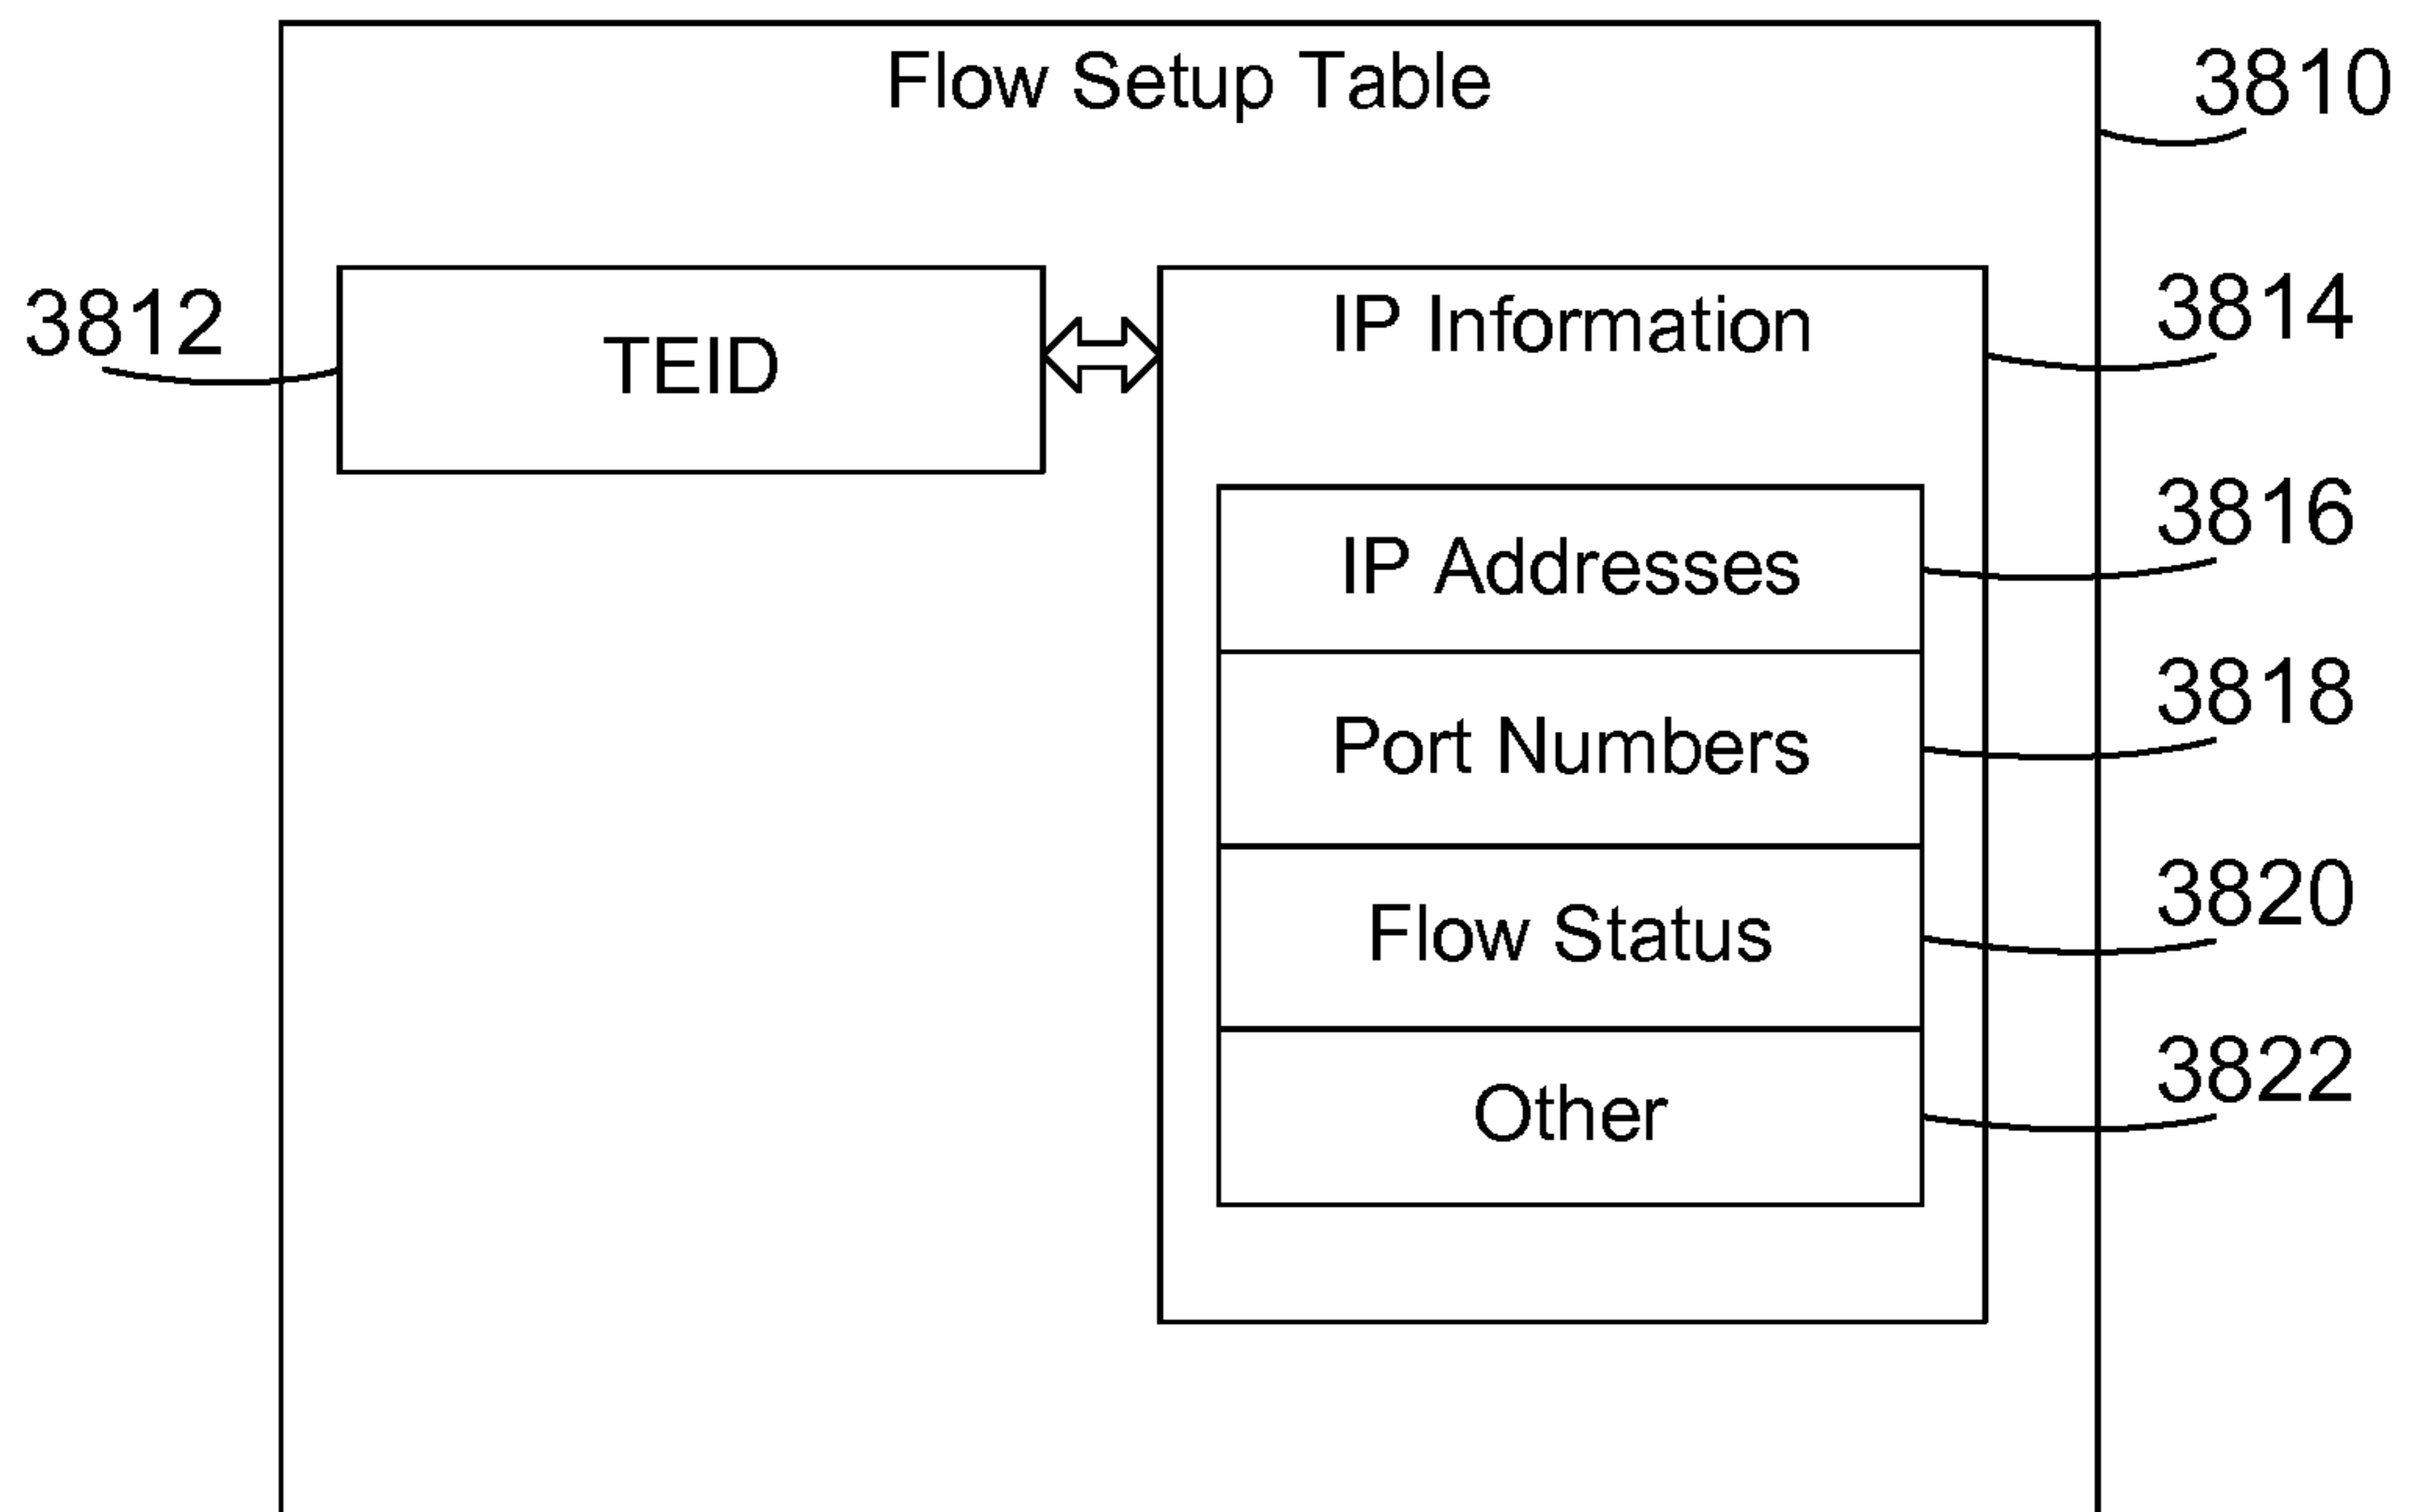 Flow Setup Table
3810
3812
TEID
IP Information
3814
IP Addresses
3816
Port Numbers
3818
Flow Status
3820
Other
3822